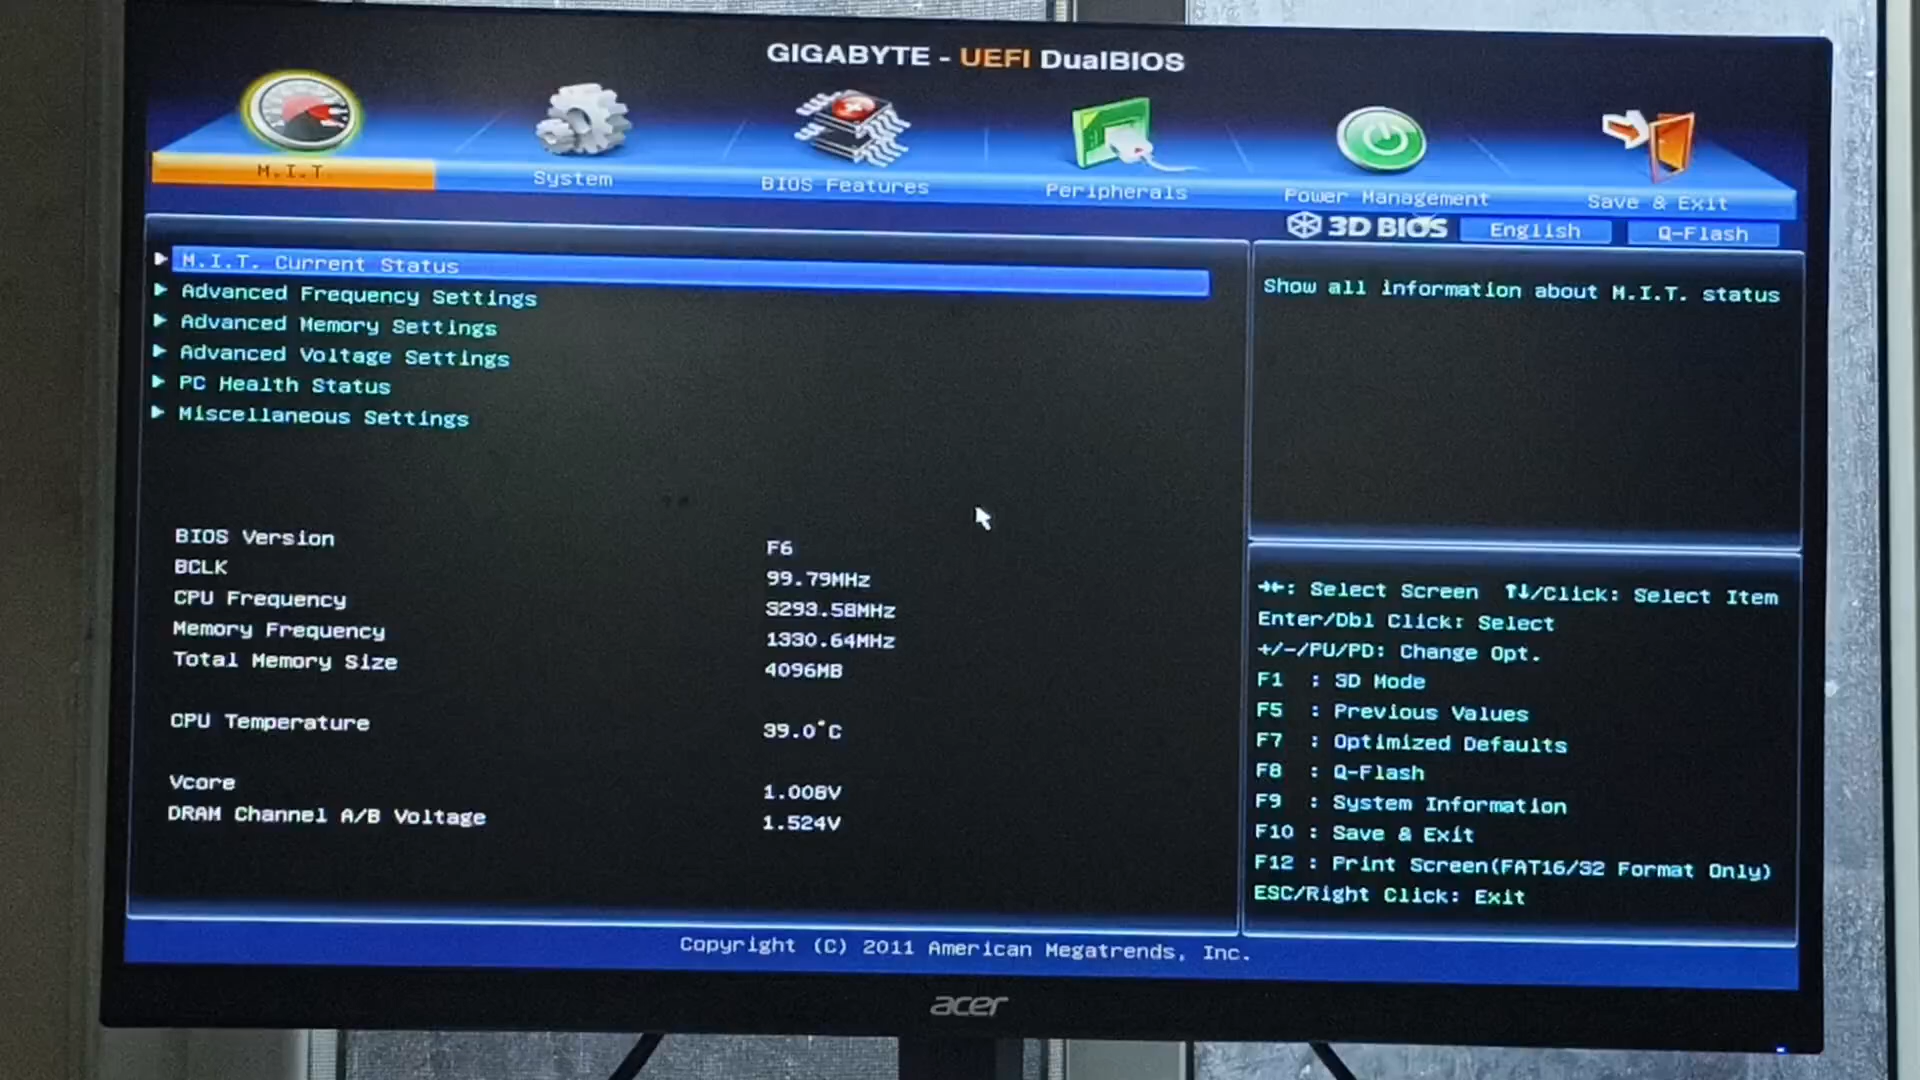 GIGABYTE - UEFI DualBIOS
M.I.T.
System
BIOS Features
Peripherals
Power Management
Save & Exit
3D BIOS
English
Q-Flash
M.I.T. Current Status
Advanced Frequency Settings
Advanced Memory Settings
Advanced Voltage Settings
PC Health Status
Miscellaneous Settings
Show all information about M.I.T. status
BIOS Version F6
BCLK 99.79MHz
CPU Frequency 3293.58MHz
Memory Frequency 1330.64MHz
Total Memory Size 4096MB
CPU Temperature 39.0°C
Vcore 1.008V
DRAM Channel A/B Voltage 1.524V
→←: Select Screen ↑↓/Click: Select Item
Enter/Dbl Click: Select
+/-/PU/PD: Change Opt.
F1 : 3D Mode
F5 : Previous Values
F7 : Optimized Defaults
F8 : Q-Flash
F9 : System Information
F10 : Save & Exit
F12 : Print Screen(FAT16/32 Format Only)
ESC/Right Click: Exit
Copyright (C) 2011 American Megatrends, Inc.
acer